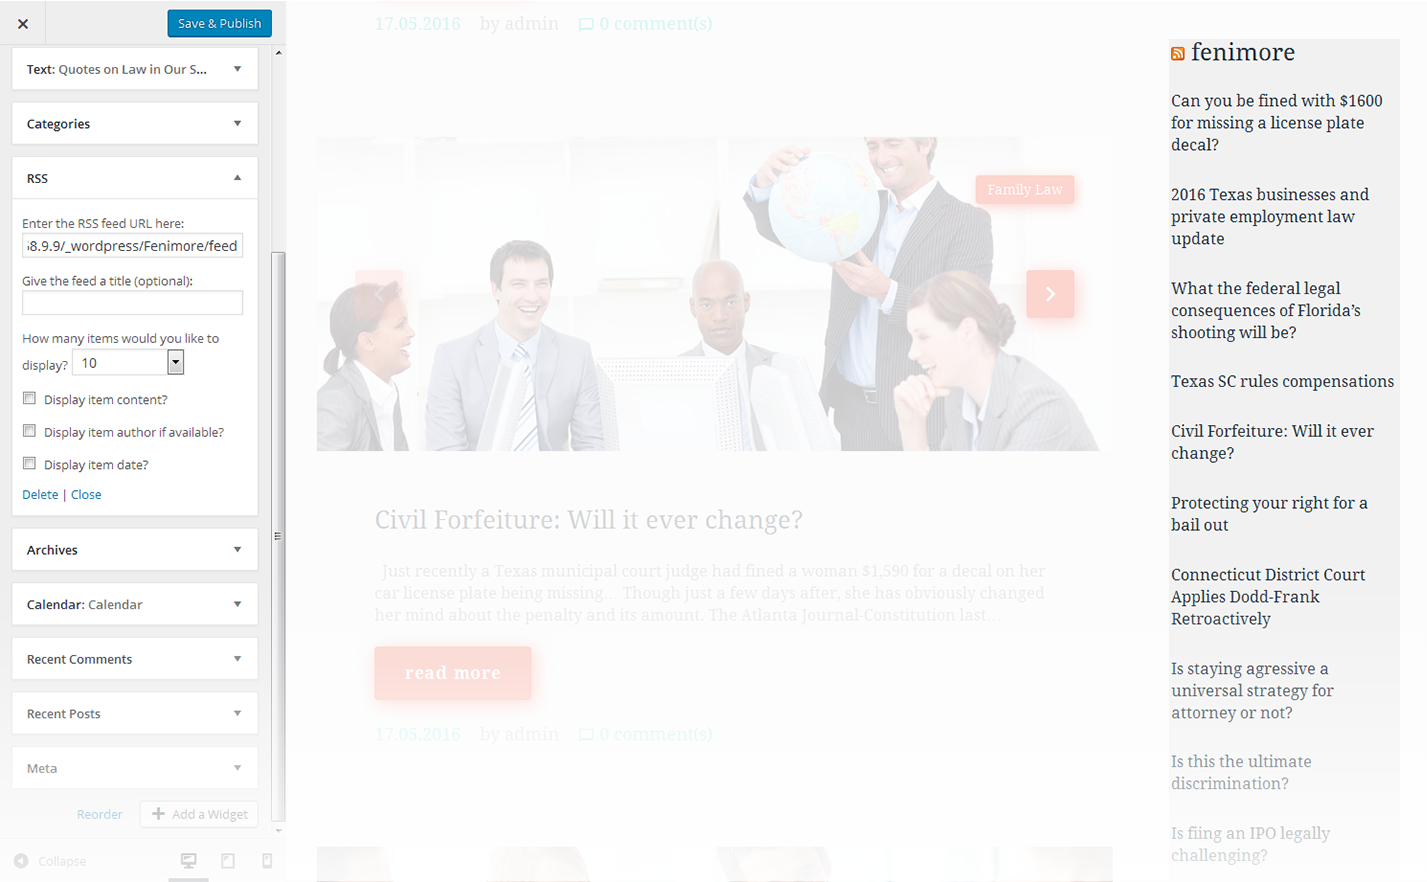 Save & Publish
Text: Quotes on Law in Our S...
Categories
RSS
Enter the RSS feed URL here:
8.9.9/_wordpress/Fenimore/feed
Give the feed a title (optional):
How many items would you like to
display? 10
Display item content?
Display item author if available?
Display item date?
Delete | Close
Archives
Calendar: Calendar
Recent Comments
Recent Posts
Meta
Reorder
Add a Widget
Collapse
17.05.2016 by admin 0 comment(s)
Family Law
Civil Forfeiture: Will it ever change?
Just recently a Texas municipal court judge had fined a woman $1,590 for a decal on her
car license plate being missing... Though just a few days after, she has obviously changed
her mind about the penalty and its amount. The Atlanta Journal-Constitution last...
read more
17.05.2016 by admin 0 comment(s)
fenimore
Can you be fined with $1600
for missing a license plate
decal?
2016 Texas businesses and
private employment law
update
What the federal legal
consequences of Florida’s
shooting will be?
Texas SC rules compensations
Civil Forfeiture: Will it ever
change?
Protecting your right for a
bail out
Connecticut District Court
Applies Dodd-Frank
Retroactively
Is staying agressive a
universal strategy for
attorney or not?
Is this the ultimate
discrimination?
Is fiing an IPO legally
challenging?